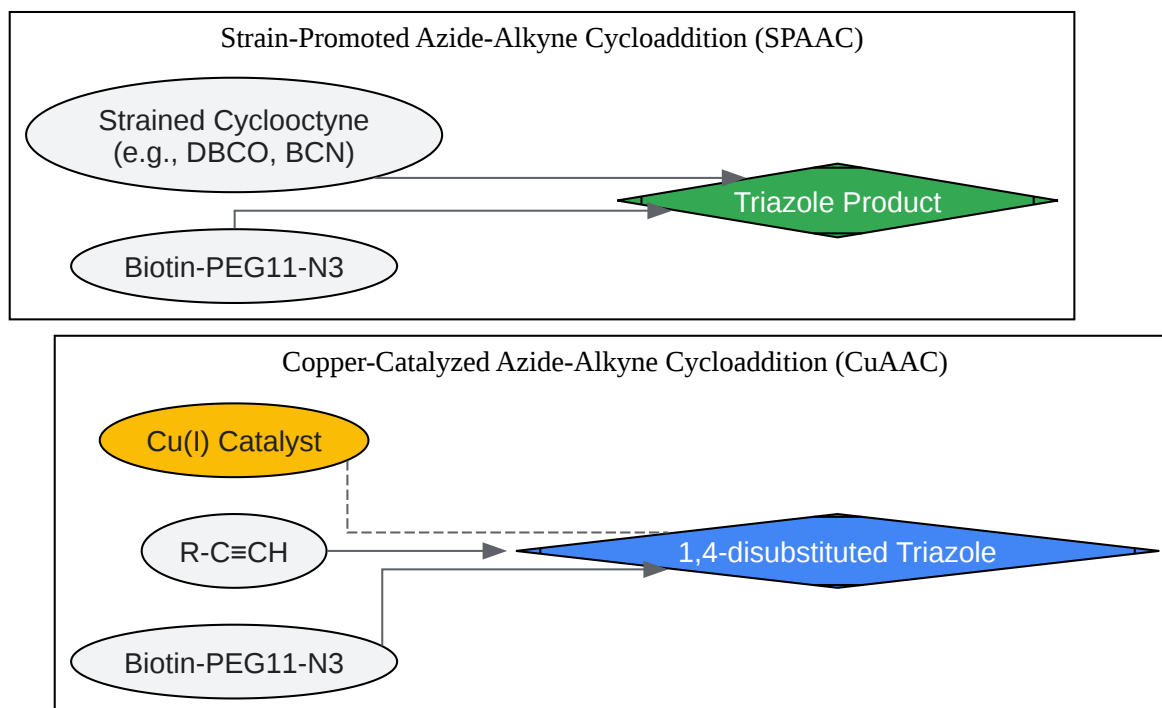 Strain-Promoted Azide-Alkyne Cycloaddition (SPAAC)
Strained Cyclooctyne
(e.g., DBCO, BCN)
Triazole Product
Biotin-PEG11-N3
Copper-Catalyzed Azide-Alkyne Cycloaddition (CuAAC)
Cu(I) Catalyst
R-C≡CH
1,4-disubstituted Triazole
Biotin-PEG11-N3